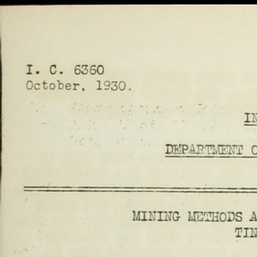 I. C. 6360
October, 1930.
IN
DEPARTMENT O
MINING METHODS A
TIN